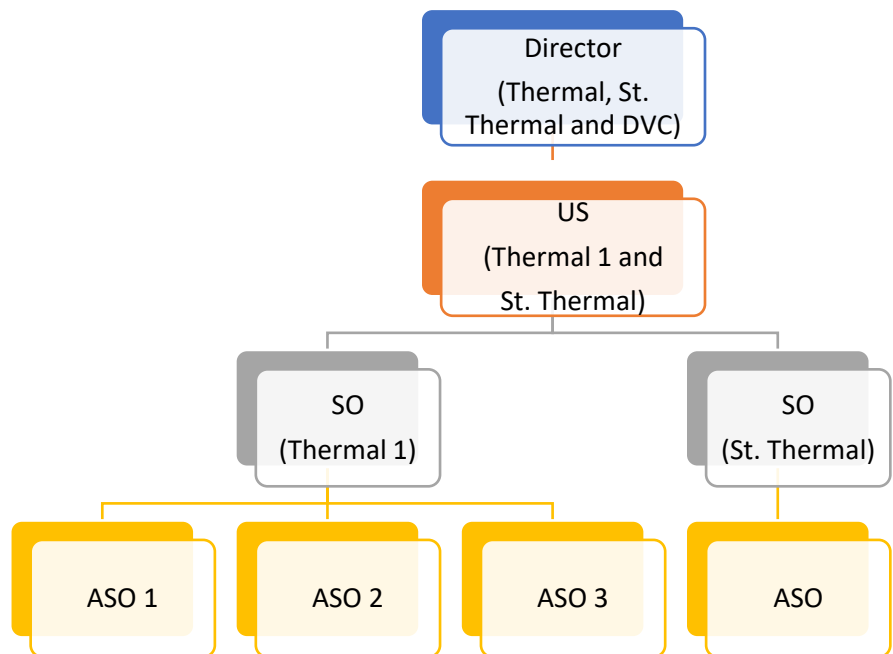 Director
(Thermal, St.
Thermal and DVC)
US
(Thermal 1 and
St. Thermal)
SO
(Thermal 1)
SO
(St. Thermal)
ASO 1
ASO 2
ASO 3
ASO